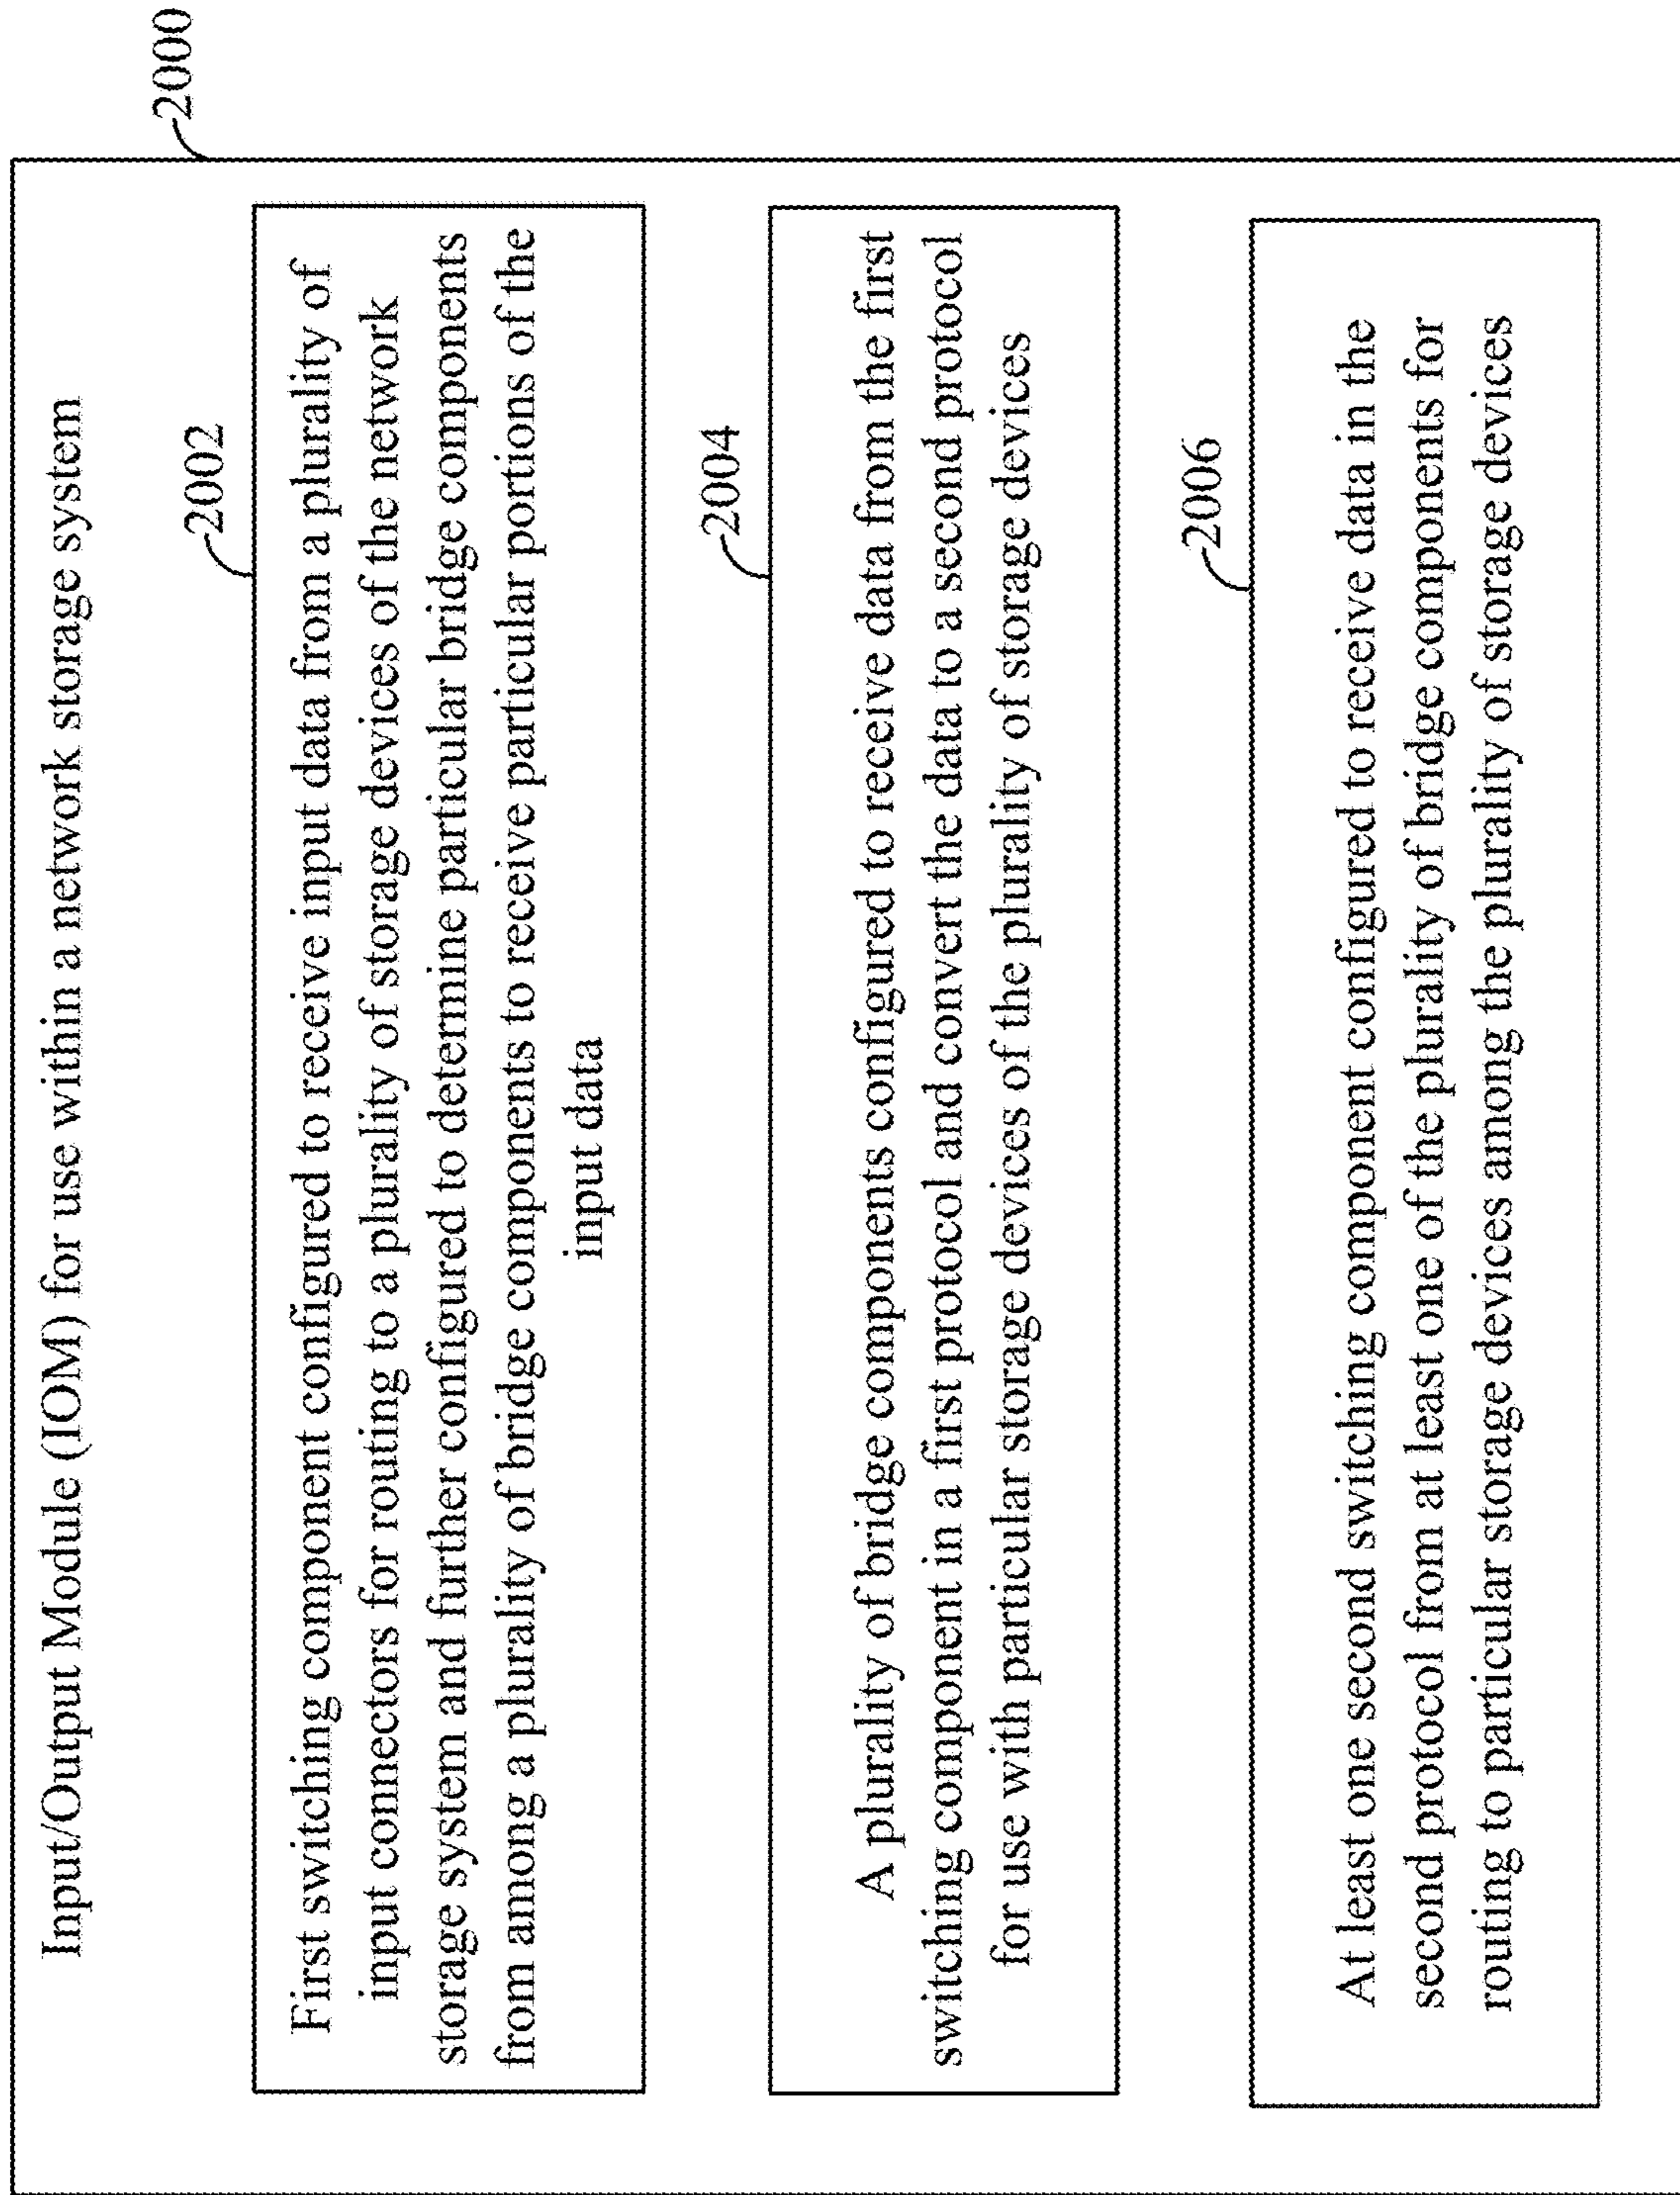 2000
Input/Output Module (IOM) for use within a network storage system
2002
First switching component configured to receive input data from a plurality of
input connectors for routing to a plurality of storage devices of the network
storage system and further configured to determine particular bridge components
from among a plurality of bridge components to receive particular portions of the
input data
2004
A plurality of bridge components configured to receive data from the first
switching component in a first protocol and convert the data to a second protocol
for use with particular storage devices of the plurality of storage devices
2006
At least one second switching component configured to receive data in the
second protocol from at least one of the plurality of bridge components for
routing to particular storage devices among the plurality of storage devices